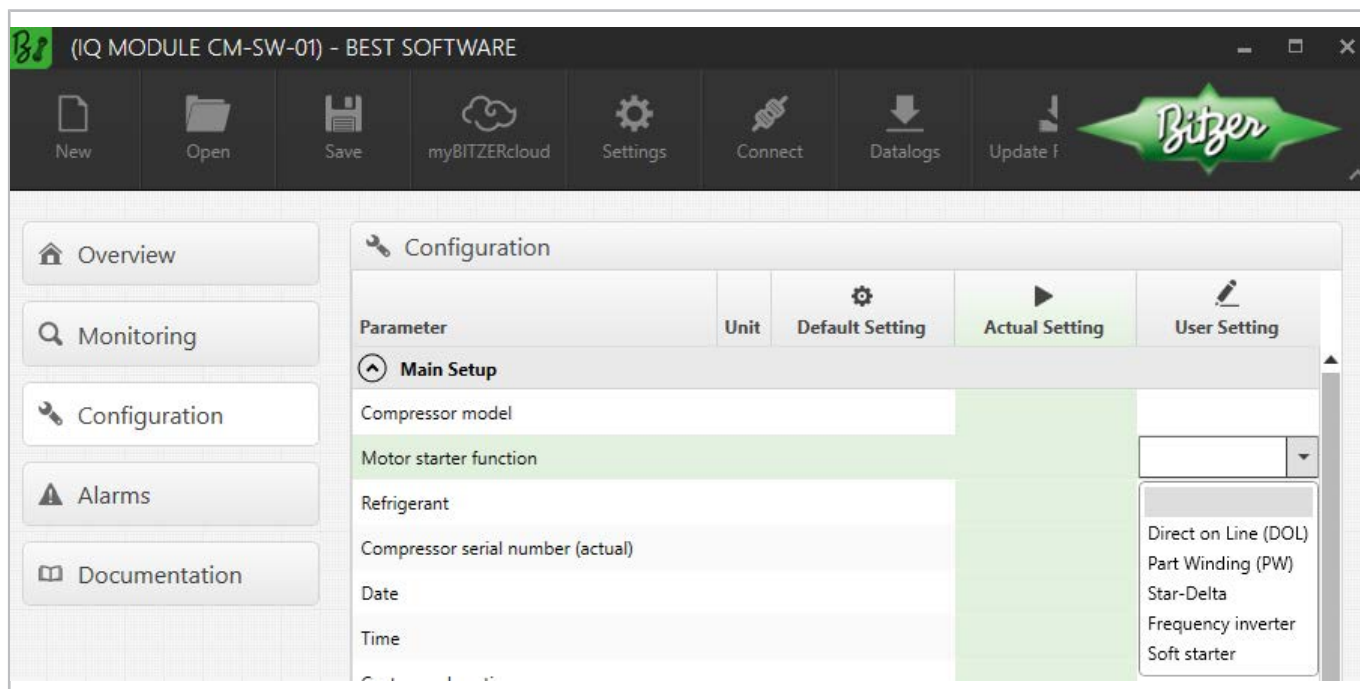 (IQ MODULE CM-SW-01) - BEST SOFTWARE
New Open Save myBITZERcloud Settings Connect Datalogs Update F
Bitzer
Overview
Monitoring
Configuration
Alarms
Documentation
Configuration
Parameter Unit Default Setting Actual Setting User Setting
Main Setup
Compressor model
Motor starter function
Refrigerant
Compressor serial number (actual)
Date
Time
Direct on Line (DOL)
Part Winding (PW)
Star-Delta
Frequency inverter
Soft starter